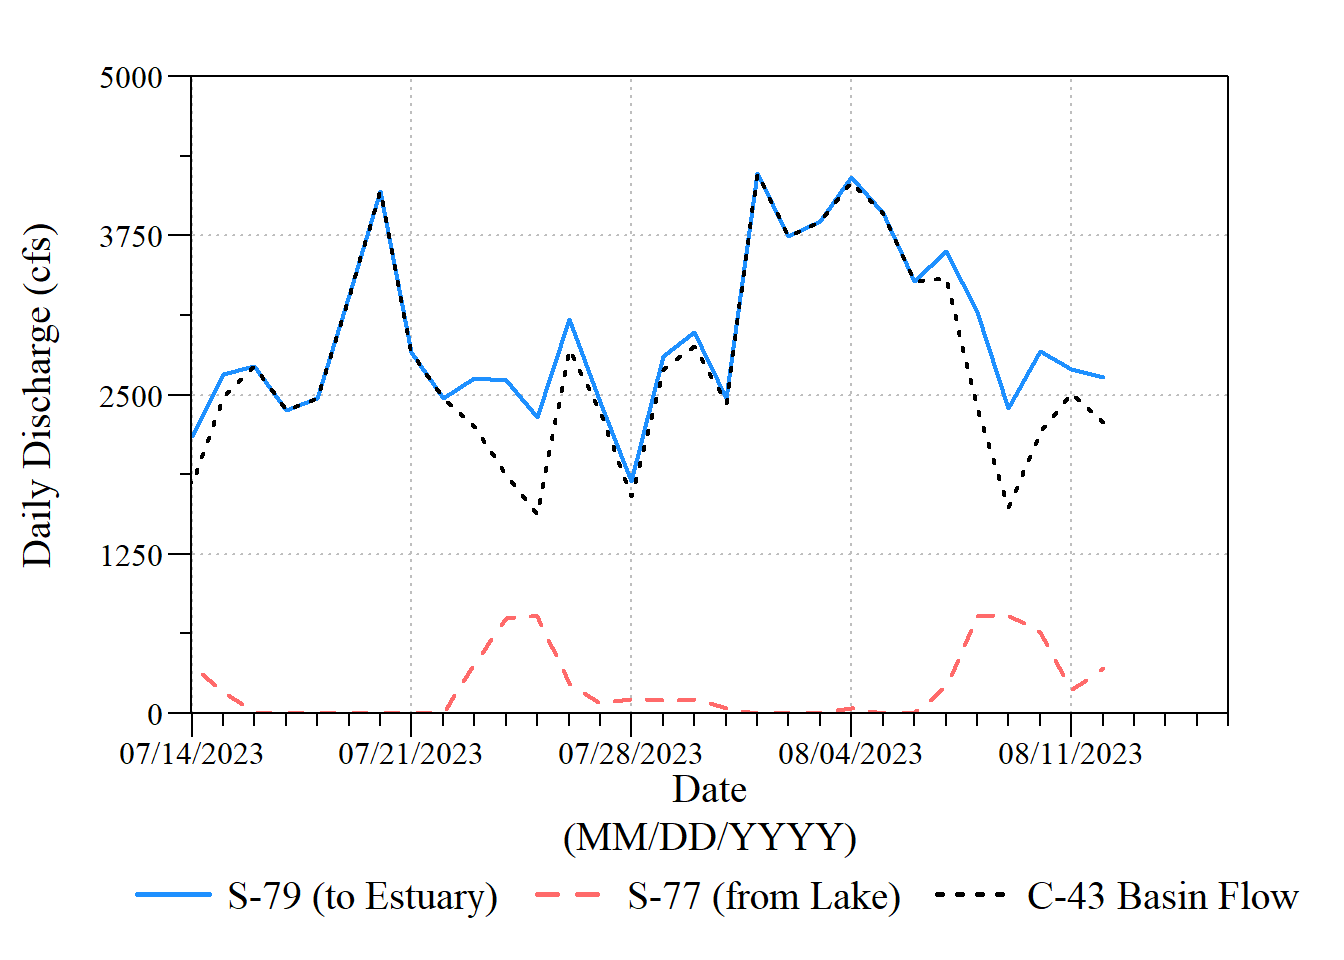 5000
3750
2500
1250
0
Daily Discharge (cfs)
07/14/2023 07/21/2023 07/28/2023 08/04/2023 08/11/2023
Date
(MM/DD/YYYY)
S-79 (to Estuary) S-77 (from Lake) C-43 Basin Flow